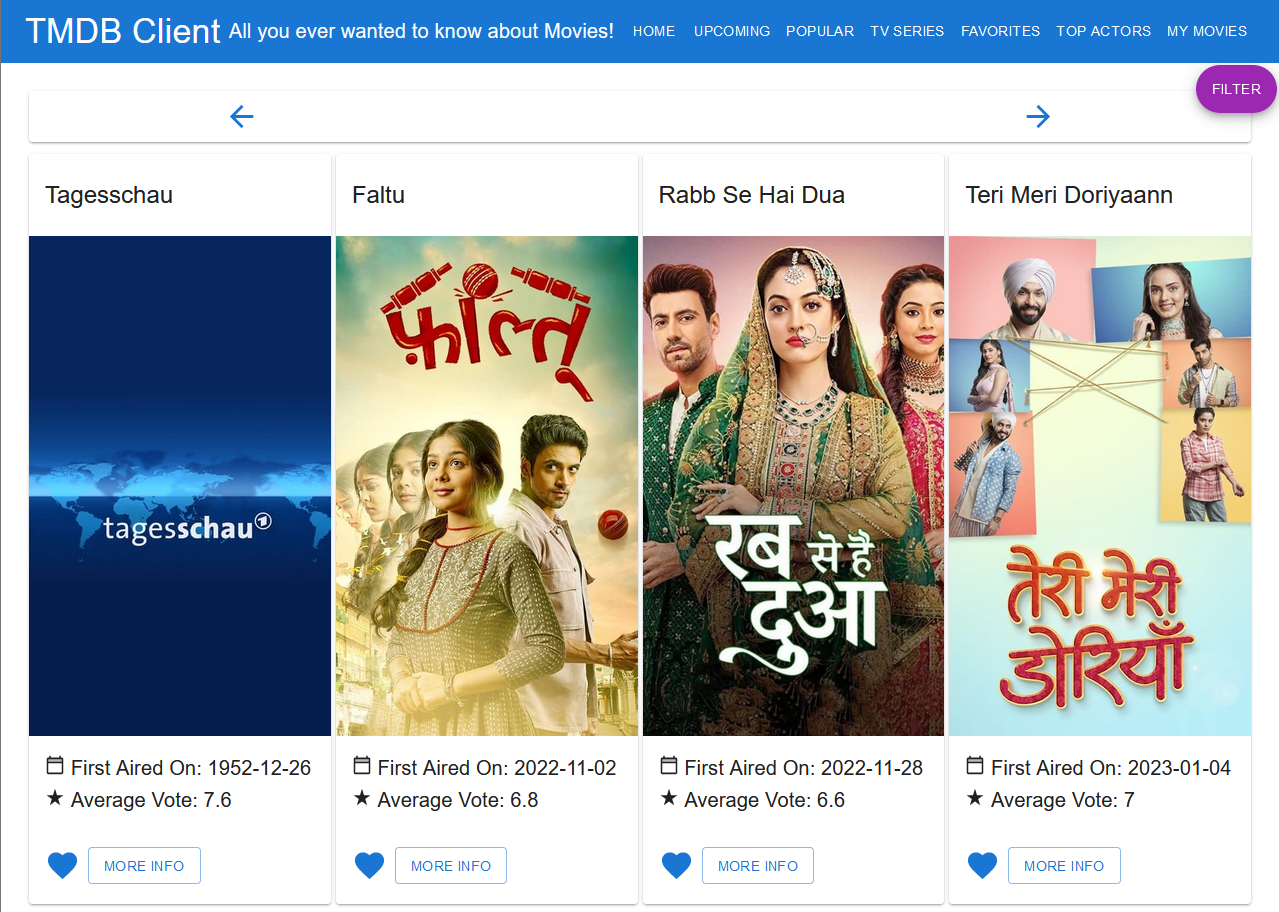 TMDB Client All you ever wanted to know about Movies! HOME UPCOMING POPULAR TV SERIES FAVORITES TOP ACTORS MY MOVIES
FILTER
Tagesschau
Faltu
Rabb Se Hai Dua
Teri Meri Doriyaann
tagesschau
फ़ालतू
रब से है
दुआ
तेरी मेरी
डोरियाँ
First Aired On: 1952-12-26
Average Vote: 7.6
MORE INFO
First Aired On: 2022-11-02
Average Vote: 6.8
MORE INFO
First Aired On: 2022-11-28
Average Vote: 6.6
MORE INFO
First Aired On: 2023-01-04
Average Vote: 7
MORE INFO